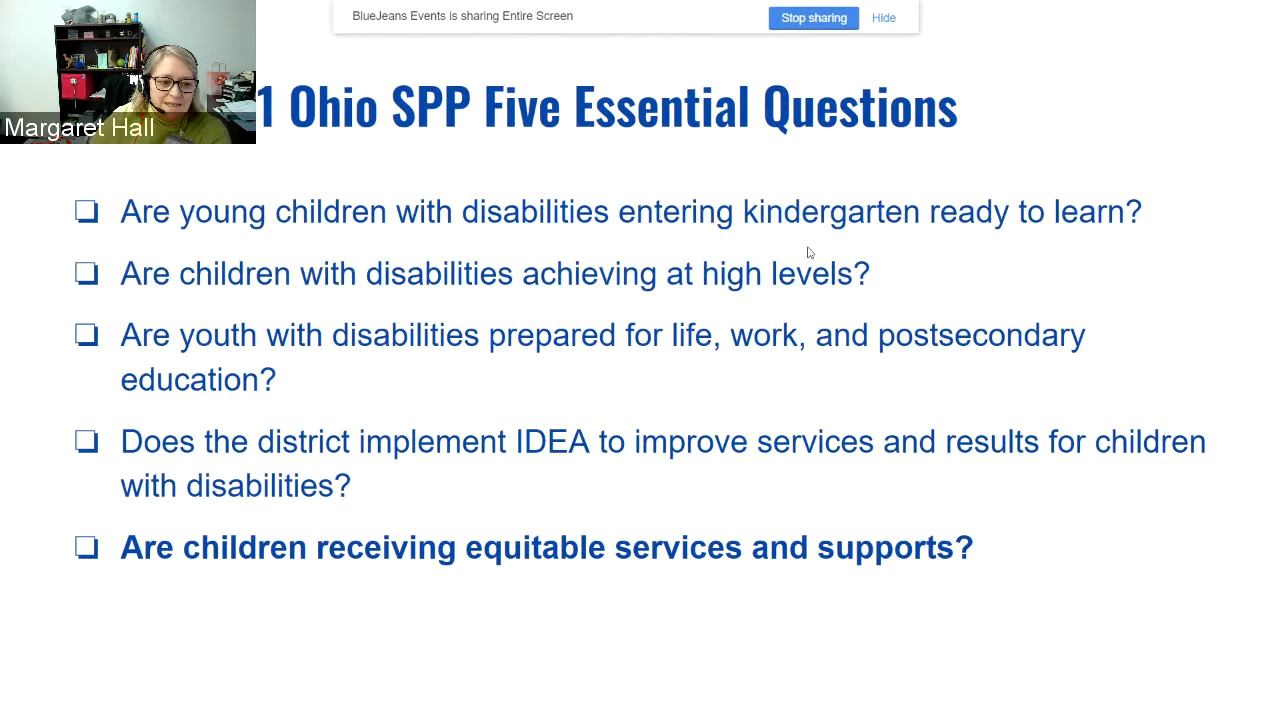 BlueJeans Events is sharing Entire Screen
Stop sharing
Hide
Margaret Hall
1 Ohio SPP Five Essential Questions
❏ Are young children with disabilities entering kindergarten ready to learn?
❏ Are children with disabilities achieving at high levels?
❏ Are youth with disabilities prepared for life, work, and postsecondary
education?
❏ Does the district implement IDEA to improve services and results for children
with disabilities?
❏ Are children receiving equitable services and supports?